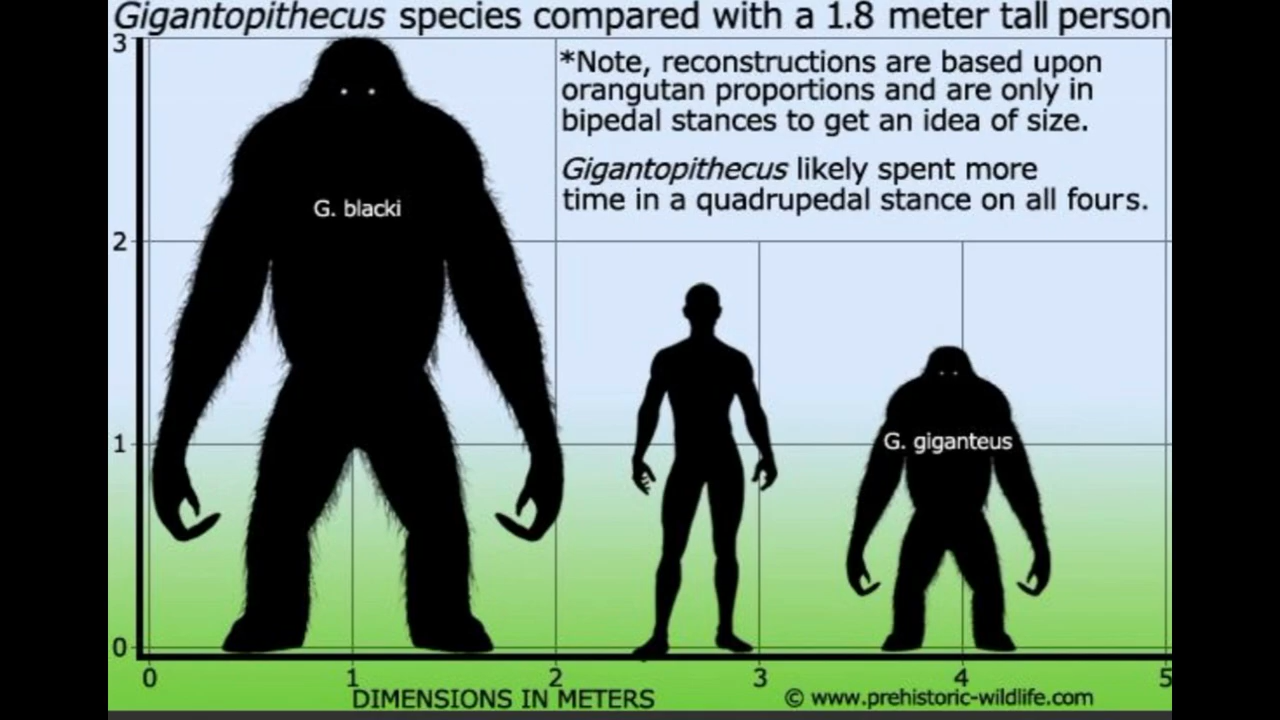 Gigantopithecus species compared with a 1.8 meter tall person
*Note, reconstructions are based upon
orangutan proportions and are only in
bipedal stances to get an idea of size.
Gigantopithecus likely spent more
time in a quadrupedal stance on all fours.
3
G. blacki
2
1
G. giganteus
0
0 1 2 3 4 5
DIMENSIONS IN METERS
© www.prehistoric-wildlife.com